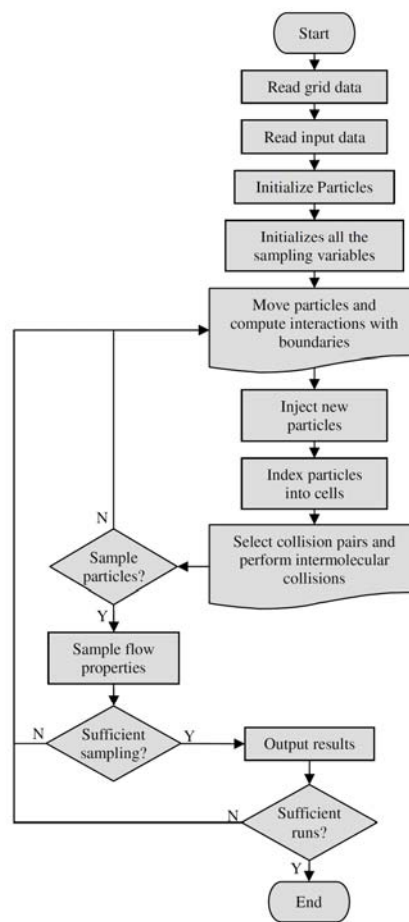 Start
Read grid data
Read input data
Initialize Particles
Initializes all the
sampling variables
Move particles and
compute interactions with
boundaries
Inject new
particles
Index particles
into cells
Select collision pairs and
perform intermolecular
collisions
N
Sample
particles?
Y
Sample flow
properties
N
Sufficient
sampling?
Y
Output results
N
Sufficient
runs?
Y
End